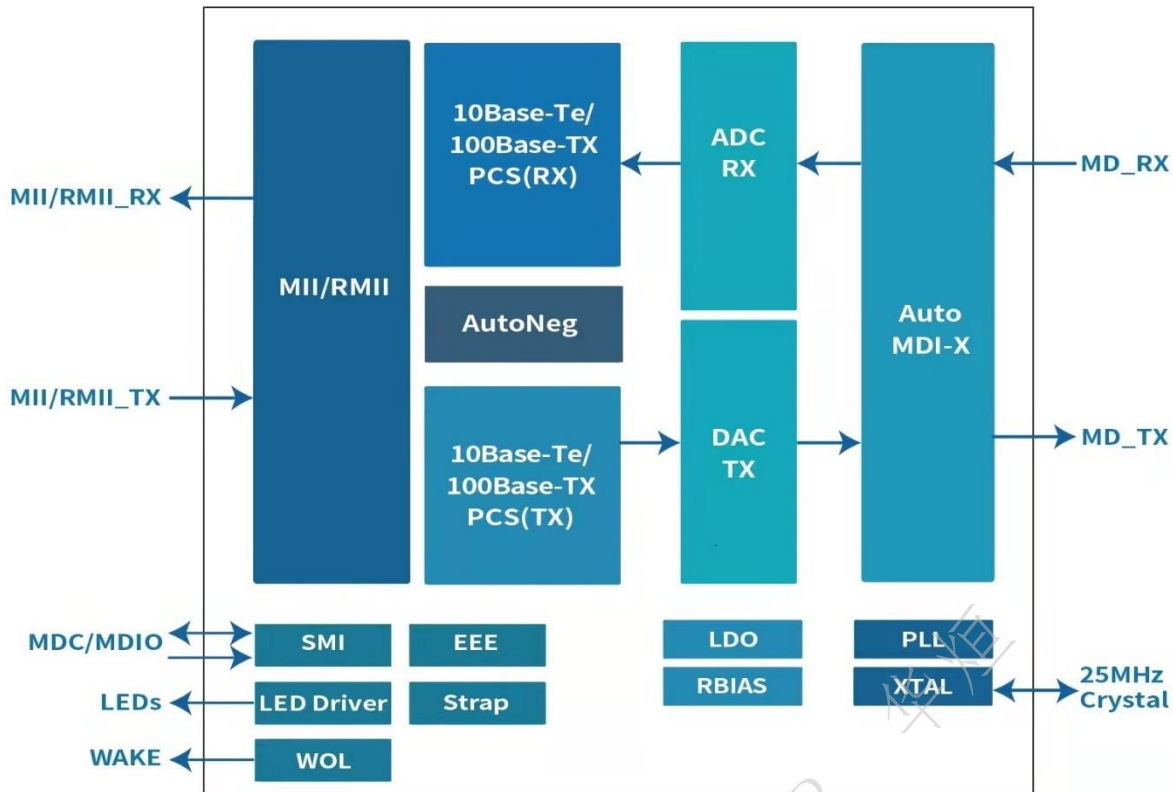 10Base-Te/
100Base-TX
PCS(RX)
ADC
RX
MD_RX
MII/RMII_RX
MII/RMII
AutoNeg
Auto
MDI-X
MII/RMII_TX
10Base-Te/
100Base-TX
PCS(TX)
DAC
TX
MD_TX
MDC/MDIO
SMI
EEE
LDO
PLL
LEDs
LED Driver
Strap
RBIAS
XTAL
25MHz
Crystal
WAKE
WOL